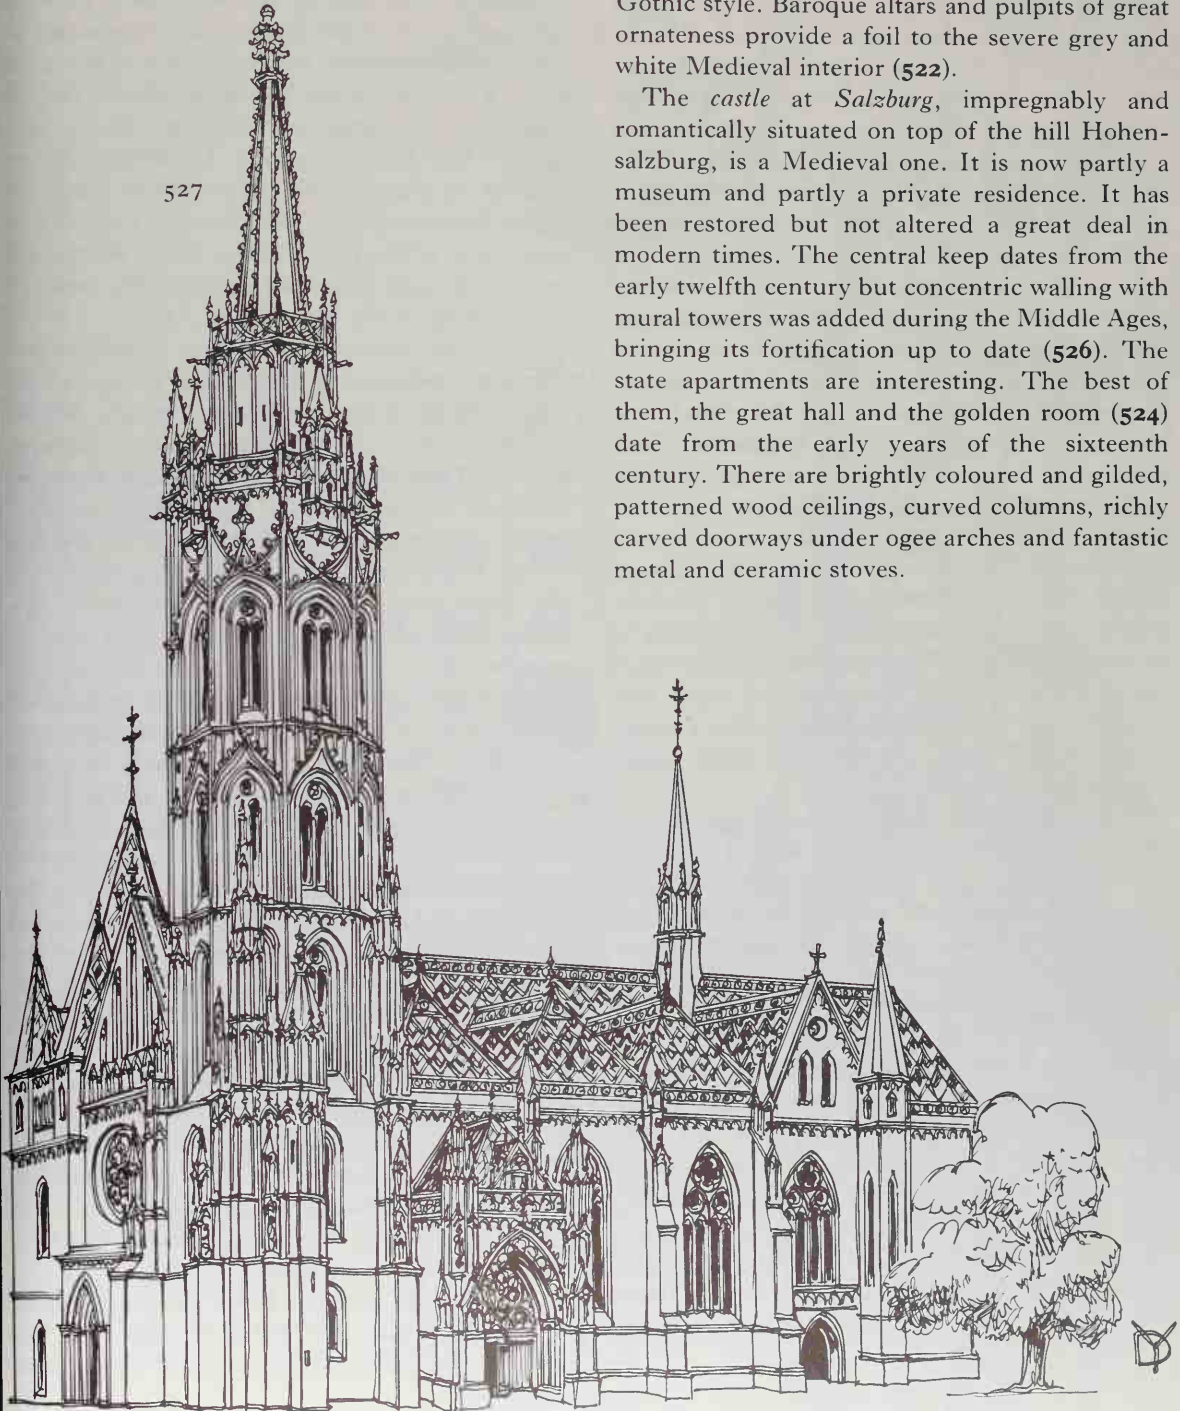 Gothic style. Baroque altars and pulpits of great
ornateness provide a foil to the severe grey and
white Medieval interior (522).
The castle at Salzburg, impregnably and
romantically situated on top of the hill Hohen-
salzburg, is a Medieval one. It is now partly a
museum and partly a private residence. It has
been restored but not altered a great deal in
modern times. The central keep dates from the
early twelfth century but concentric walling with
mural towers was added during the Middle Ages,
bringing its fortification up to date (526). The
state apartments are interesting. The best of
them, the great hall and the golden room (524)
date from the early years of the sixteenth
century. There are brightly coloured and gilded,
patterned wood ceilings, curved columns, richly
carved doorways under ogee arches and fantastic
metal and ceramic stoves.
527